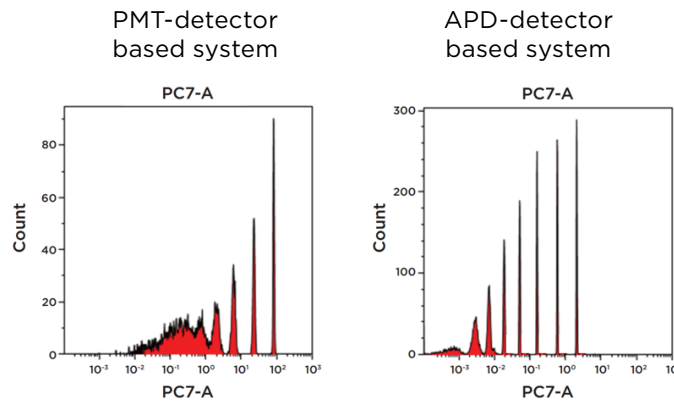 PMT-detector
based system
PC7-A
Count
80
60
40
20
0
10-3 10-2 10-1 10⁰ 10¹ 10² 10³
PC7-A
APD-detector
based system
PC7-A
Count
300
200
100
0
10-3 10-2 10-1 10⁰ 10¹ 10²
PC7-A